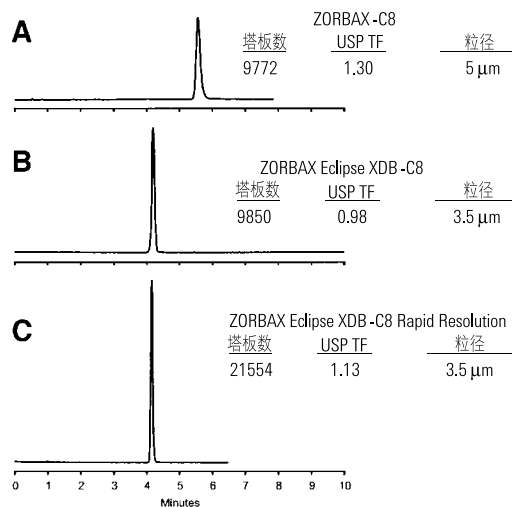 A
ZORBAX -C8
塔板数 USP TF 粒径
9772 1.30 5 μm
B
ZORBAX Eclipse XDB -C8
塔板数 USP TF 粒径
9850 0.98 3.5 μm
C
ZORBAX Eclipse XDB -C8 Rapid Resolution
塔板数 USP TF 粒径
21554 1.13 3.5 μm
0 1 2 3 4 5 6 7 8 9 10
Minutes